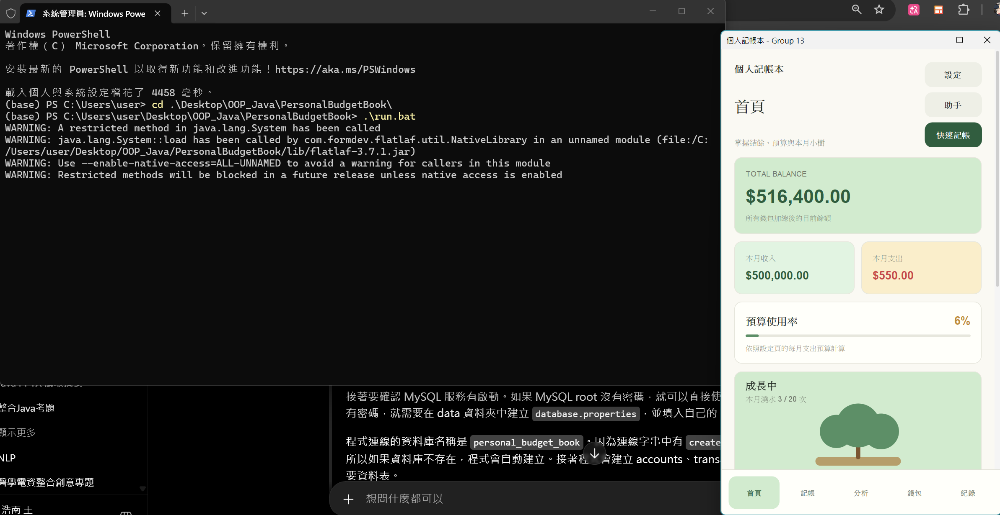 系統管理員: Windows Powe
Windows PowerShell
著作權（C） Microsoft Corporation。保留擁有權利。
安裝最新的 PowerShell 以取得新功能和改進功能！https://aka.ms/PSWindows
載入個人與系統設定檔花了 4458 毫秒。
(base) PS C:\Users\user> cd .\Desktop\OOP_Java\PersonalBudgetBook\
(base) PS C:\Users\user\Desktop\OOP_Java\PersonalBudgetBook> .\run.bat
WARNING: A restricted method in java.lang.System has been called
WARNING: java.lang.System::load has been called by com.formdev.flatlaf.util.NativeLibrary in an unnamed module (file:/C:
/Users/user/Desktop/OOP_Java/PersonalBudgetBook/lib/flatlaf-3.7.1.jar)
WARNING: Use --enable-native-access=ALL-UNNAMED to avoid a warning for callers in this module
WARNING: Restricted methods will be blocked in a future release unless native access is enabled
整合Java考題
顯示更多
NLP
醫學電資整合創意專題
浩南 王
接著要確認 MySQL 服務有啟動。如果 MySQL root 沒有密碼，就可以直接使
有密碼，就需要在 data 資料夾中建立 database.properties ，並填入自己的
程式連線的資料庫名稱是 personal_budget_book 。因為連線字串中有 create
所以如果資料庫不存在，程式會自動建立。接著程 會建立 accounts、trans
要資料表。
想問什麼都可以
個人記帳本 - Group 13
個人記帳本
設定
首頁
助手
快速記帳
掌握結餘、預算與本月小樹
TOTAL BALANCE
$516,400.00
所有錢包加總後的目前餘額
本月收入
$500,000.00
本月支出
$550.00
預算使用率
6%
依照設定頁的每月支出預算計算
成長中
本月澆水 3 / 20 次
首頁
記帳
分析
錢包
紀錄